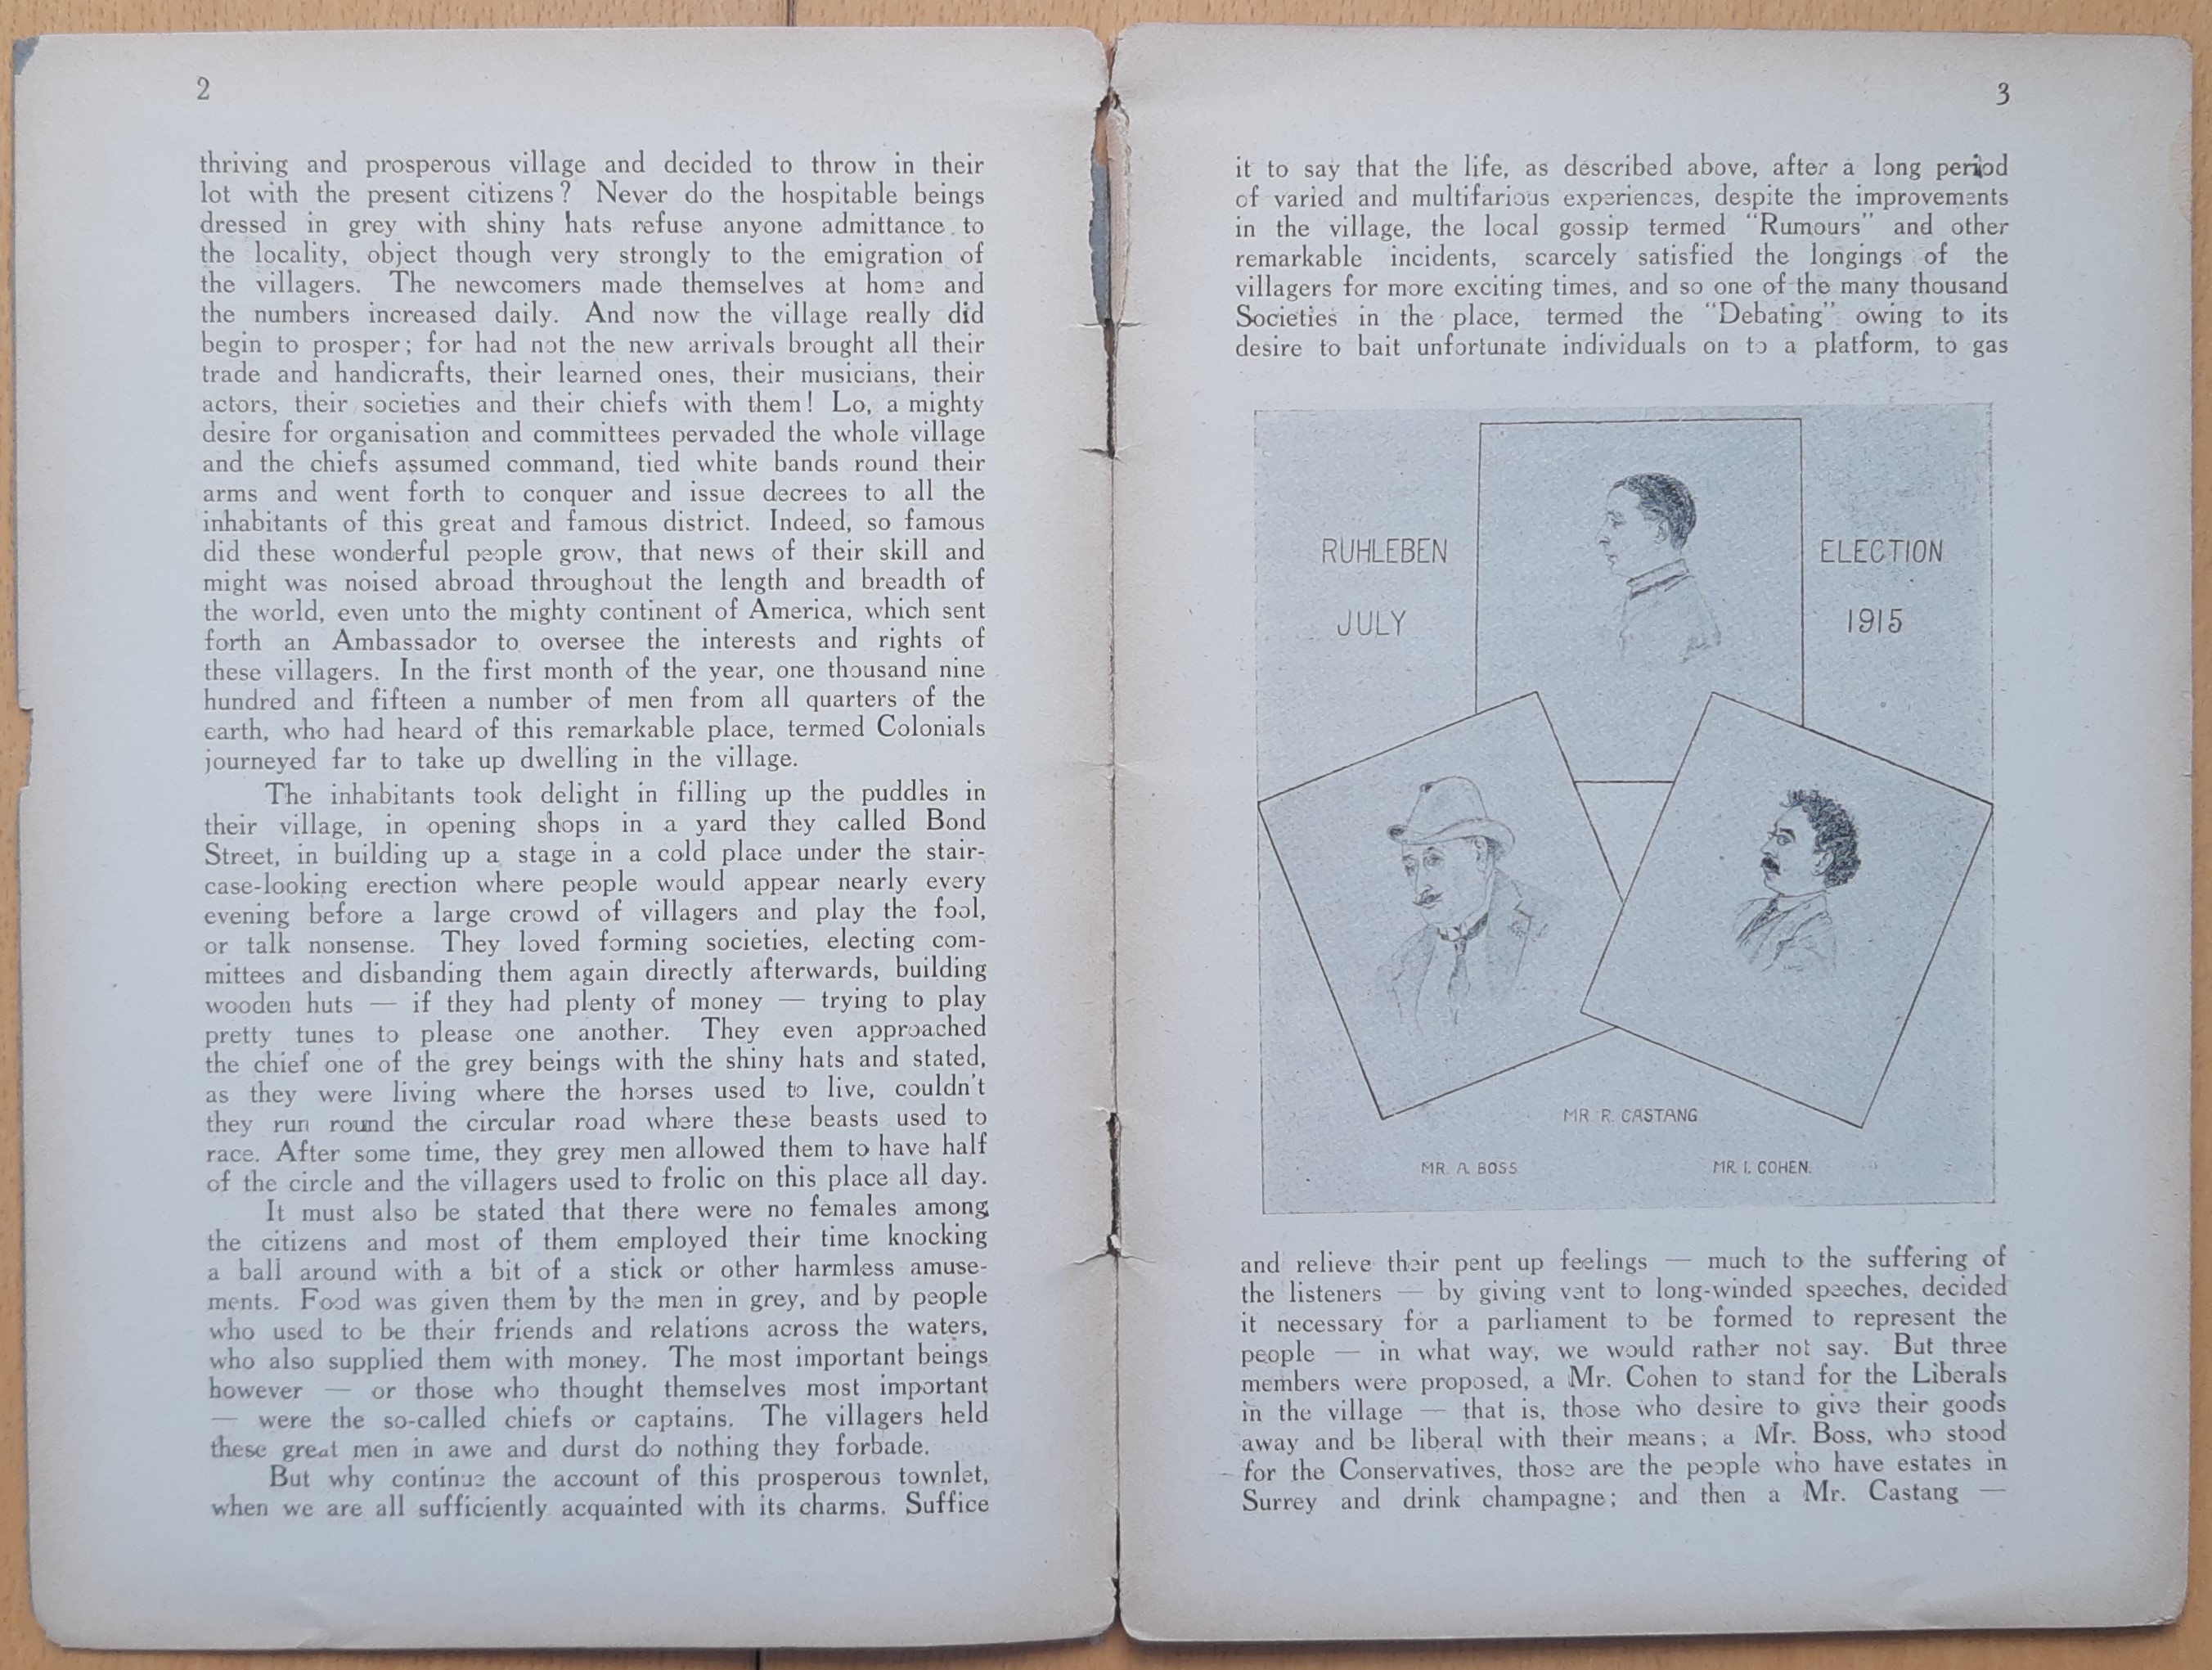 2
thriving and prosperous village and decided to throw in their
lot with the present citizens? Never do the hospitable beings
dressed in grey with shiny hats refuse anyone admittance to
the locality, object though very strongly to the emigration of
the villagers. The newcomers made themselves at home and
the numbers increased daily. And now the village really did
begin to prosper; for had not the new arrivals brought all their
trade and handicrafts, their learned ones, their musicians, their
actors, their societies and their chiefs with them! Lo, a mighty
desire for organisation and committees pervaded the whole village
and the chiefs assumed command, tied white bands round their
arms and went forth to conquer and issue decrees to all the
inhabitants of this great and famous district. Indeed, so famous
did these wonderful people grow, that news of their skill and
might was noised abroad throughout the length and breadth of
the world, even unto the mighty continent of America, which sent
forth an Ambassador to oversee the interests and rights of
these villagers. In the first month of the year, one thousand nine
hundred and fifteen a number of men from all quarters of the
earth, who had heard of this remarkable place, termed Colonials
journeyed far to take up dwelling in the village.
The inhabitants took delight in filling up the puddles in
their village, in opening shops in a yard they called Bond
Street, in building up a stage in a cold place under the stair-
case-looking erection where people would appear nearly every
evening before a large crowd of villagers and play the fool,
or talk nonsense. They loved forming societies, electing com-
mittees and disbanding them again directly afterwards, building
wooden huts — if they had plenty of money — trying to play
pretty tunes to please one another. They even approached
the chief one of the grey beings with the shiny hats and stated,
as they were living where the horses used to live, couldn't
they run round the circular road where these beasts used to
race. After some time, they grey men allowed them to have half
of the circle and the villagers used to frolic on this place all day.
It must also be stated that there were no females among
the citizens and most of them employed their time knocking
a ball around with a bit of a stick or other harmless amuse-
ments. Food was given them by the men in grey, and by people
who used to be their friends and relations across the waters,
who also supplied them with money. The most important beings
however — or those who thought themselves most important
— were the so-called chiefs or captains. The villagers held
these great men in awe and durst do nothing they forbade.
But why continue the account of this prosperous townlet,
when we are all sufficiently acquainted with its charms. Suffice
3
it to say that the life, as described above, after a long period
of varied and multifarious experiences, despite the improvements
in the village, the local gossip termed "Rumours" and other
remarkable incidents, scarcely satisfied the longings of the
villagers for more exciting times, and so one of the many thousand
Societies in the place, termed the "Debating" owing to its
desire to bait unfortunate individuals on to a platform, to gas
RUHLEBEN ELECTION
JULY 1915
MR R. CASTANG
MR. A. BOSS MR. I. COHEN.
and relieve their pent up feelings — much to the suffering of
the listeners — by giving vent to long-winded speeches, decided
it necessary for a parliament to be formed to represent the
people — in what way, we would rather not say. But three
members were proposed, a Mr. Cohen to stand for the Liberals
in the village — that is, those who desire to give their goods
away and be liberal with their means; a Mr. Boss, who stood
for the Conservatives, those are the people who have estates in
Surrey and drink champagne; and then a Mr. Castang —